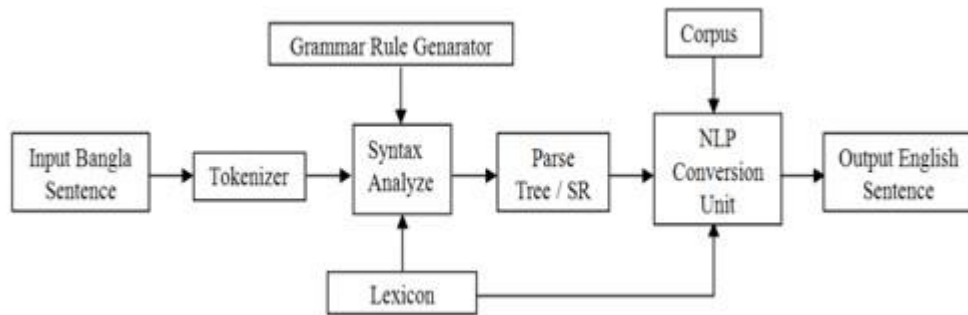 Grammar Rule Genarator
Corpus
Input Bangla
Sentence
Tokenizer
Syntax
Analyze
Parse
Tree / SR
NLP
Conversion
Unit
Output English
Sentence
Lexicon